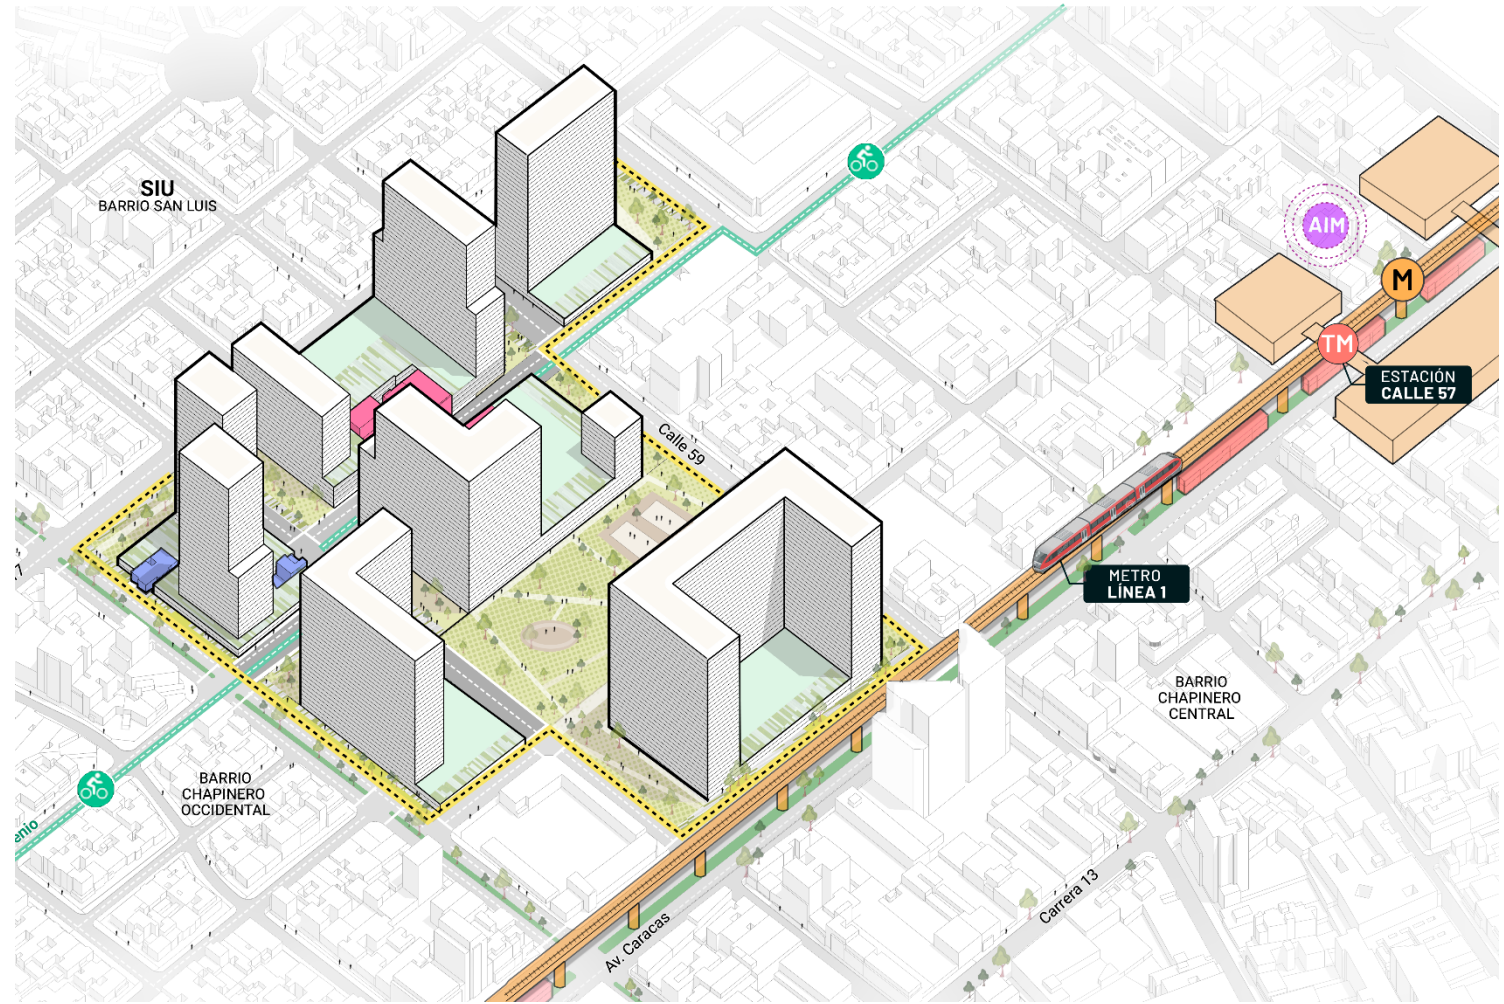 SIU
BARRIO SAN LUIS
AIM
M
TM
ESTACIÓN
CALLE 57
Calle 59
METRO
LÍNEA 1
BARRIO
CHAPINERO
CENTRAL
BARRIO
CHAPINERO
OCCIDENTAL
enio
Carrera 13
Av. Caracas